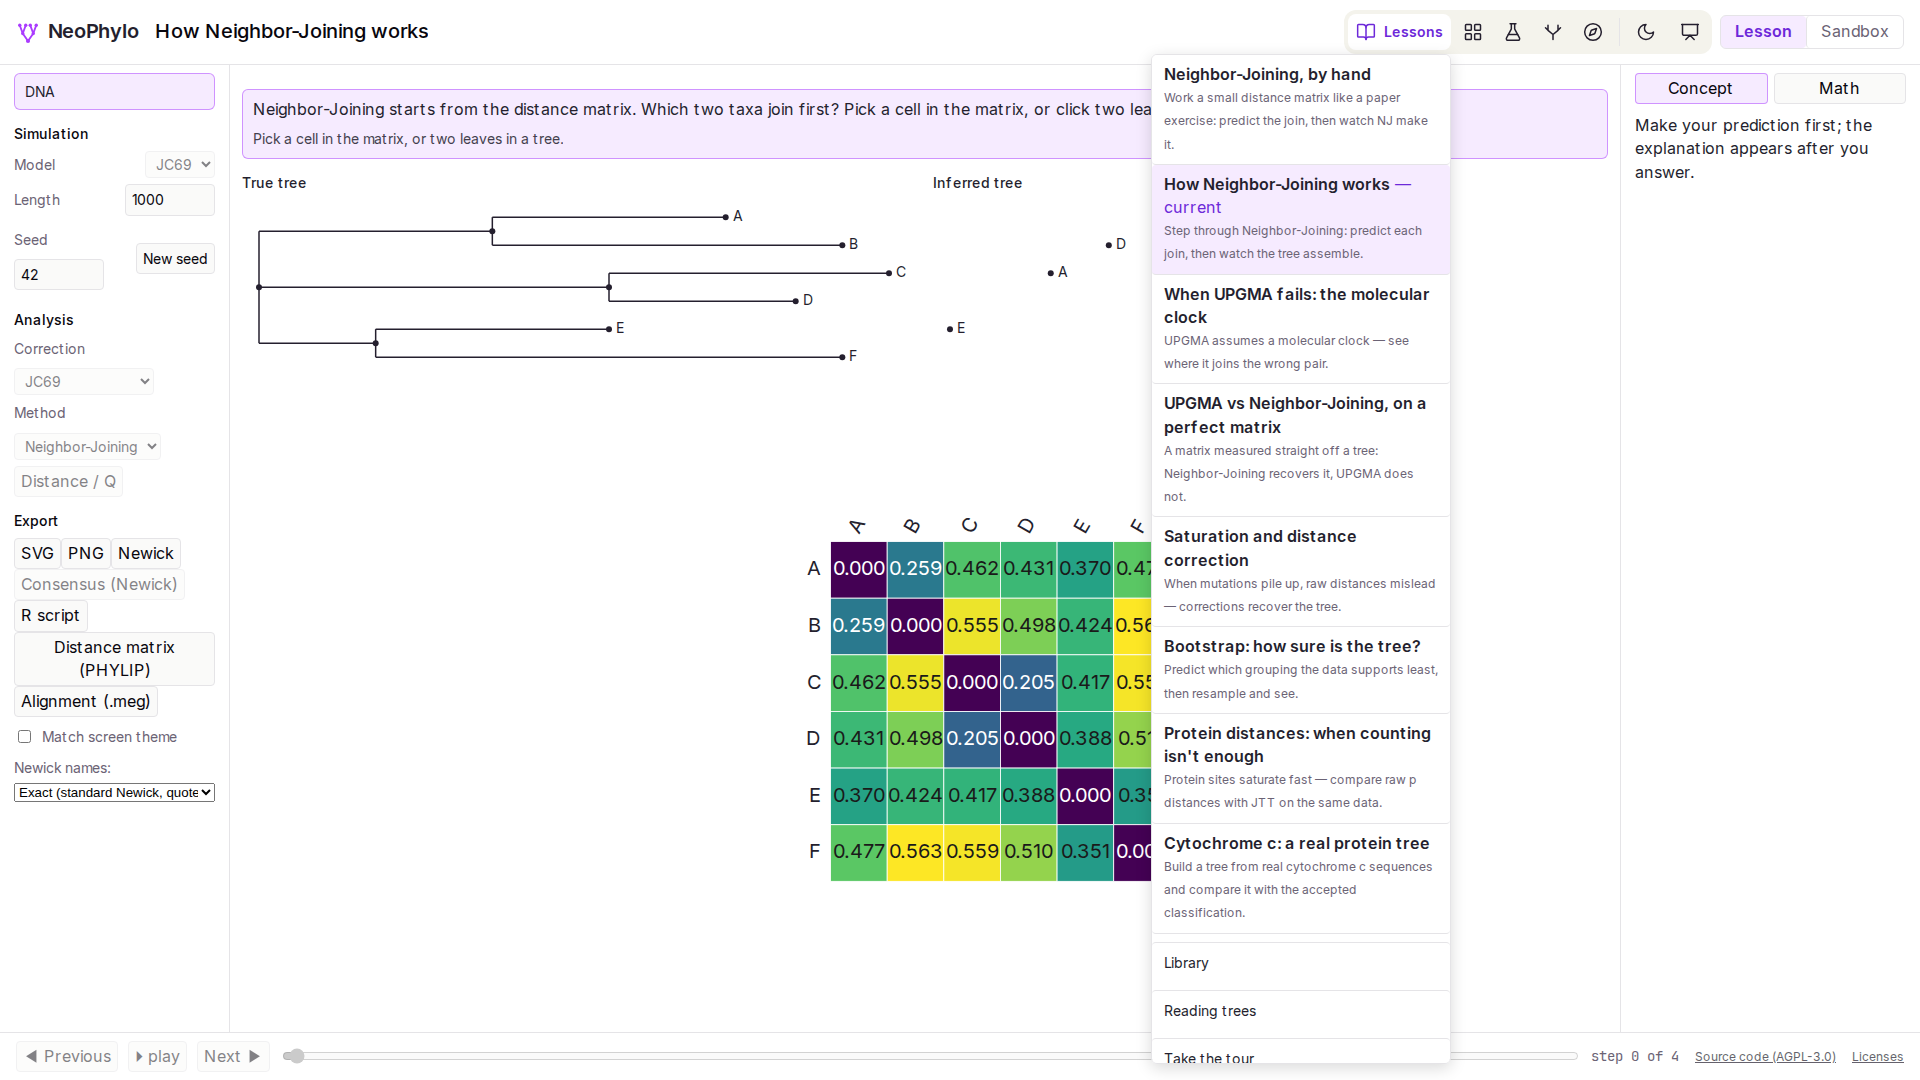 NeoPhylo How Neighbor-Joining works
Lessons
Lesson Sandbox
DNA
Simulation
Model JC69
Length 1000
Seed
42 New seed
Analysis
Correction
JC69
Method
Neighbor-Joining
Distance / Q
Export
SVG PNG Newick
Consensus (Newick)
R script
Distance matrix
(PHYLIP)
Alignment (.meg)
Match screen theme
Newick names:
Exact (standard Newick, quote
Neighbor-Joining starts from the distance matrix. Which two taxa join first? Pick a cell in the matrix, or click two lea
Pick a cell in the matrix, or two leaves in a tree.
True tree
A
B
C
D
E
F
Inferred tree
D
A
E
A B C D E F
A 0.000 0.259 0.462 0.431 0.370 0.47
B 0.259 0.000 0.555 0.498 0.424 0.56
C 0.462 0.555 0.000 0.205 0.417 0.55
D 0.431 0.498 0.205 0.000 0.388 0.51
E 0.370 0.424 0.417 0.388 0.000 0.35
F 0.477 0.563 0.559 0.510 0.351 0.00
Neighbor-Joining, by hand
Work a small distance matrix like a paper
exercise: predict the join, then watch NJ make
it.
How Neighbor-Joining works —
current
Step through Neighbor-Joining: predict each
join, then watch the tree assemble.
When UPGMA fails: the molecular
clock
UPGMA assumes a molecular clock — see
where it joins the wrong pair.
UPGMA vs Neighbor-Joining, on a
perfect matrix
A matrix measured straight off a tree:
Neighbor-Joining recovers it, UPGMA does
not.
Saturation and distance
correction
When mutations pile up, raw distances mislead
— corrections recover the tree.
Bootstrap: how sure is the tree?
Predict which grouping the data supports least,
then resample and see.
Protein distances: when counting
isn't enough
Protein sites saturate fast — compare raw p
distances with JTT on the same data.
Cytochrome c: a real protein tree
Build a tree from real cytochrome c sequences
and compare it with the accepted
classification.
Library
Reading trees
Take the tour
Concept Math
Make your prediction first; the
explanation appears after you
answer.
Previous play Next
step 0 of 4 Source code (AGPL-3.0) Licenses